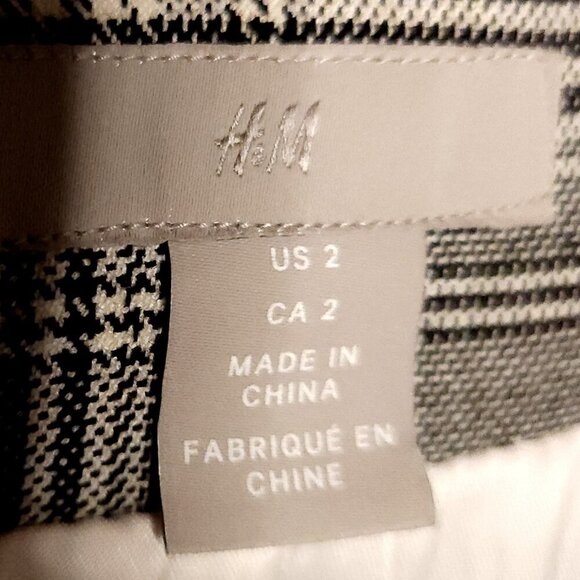 H&M
US 2
CA 2
MADE IN
CHINA
FABRIQUÉ EN
CHINE